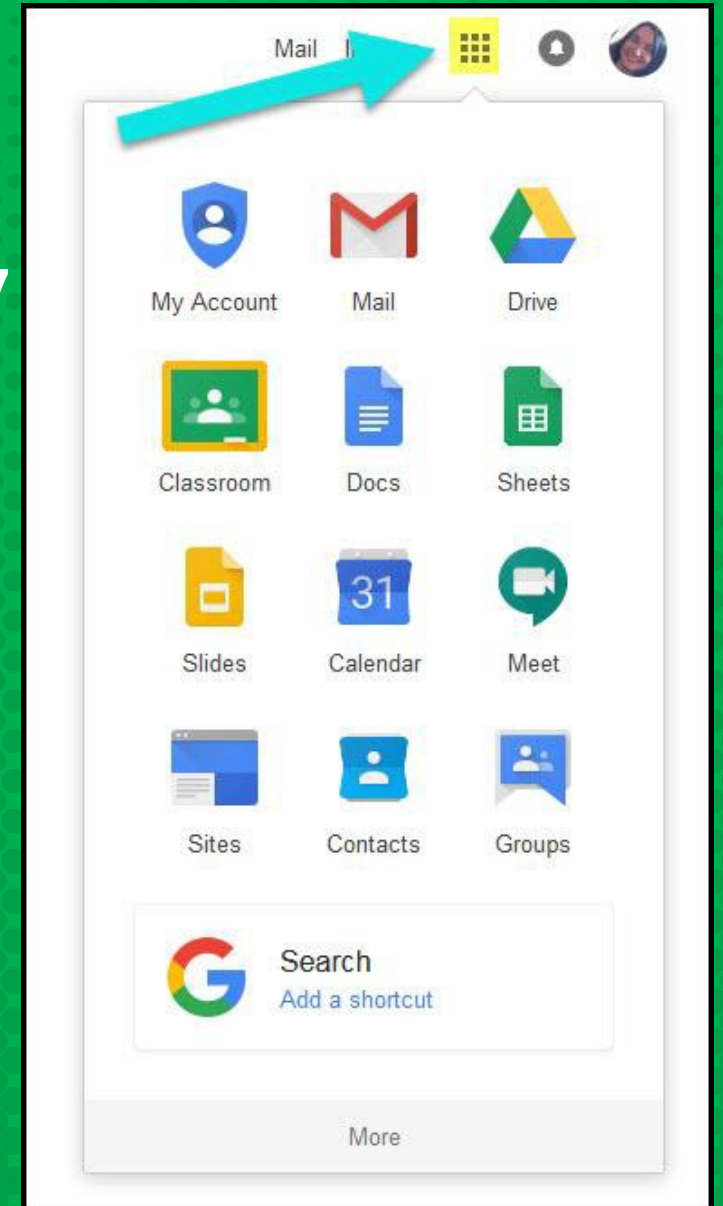 Mail
My Account Mail Drive
Classroom Docs Sheets
31
Slides Calendar Meet
Sites Contacts Groups
Search
Add a shortcut
More